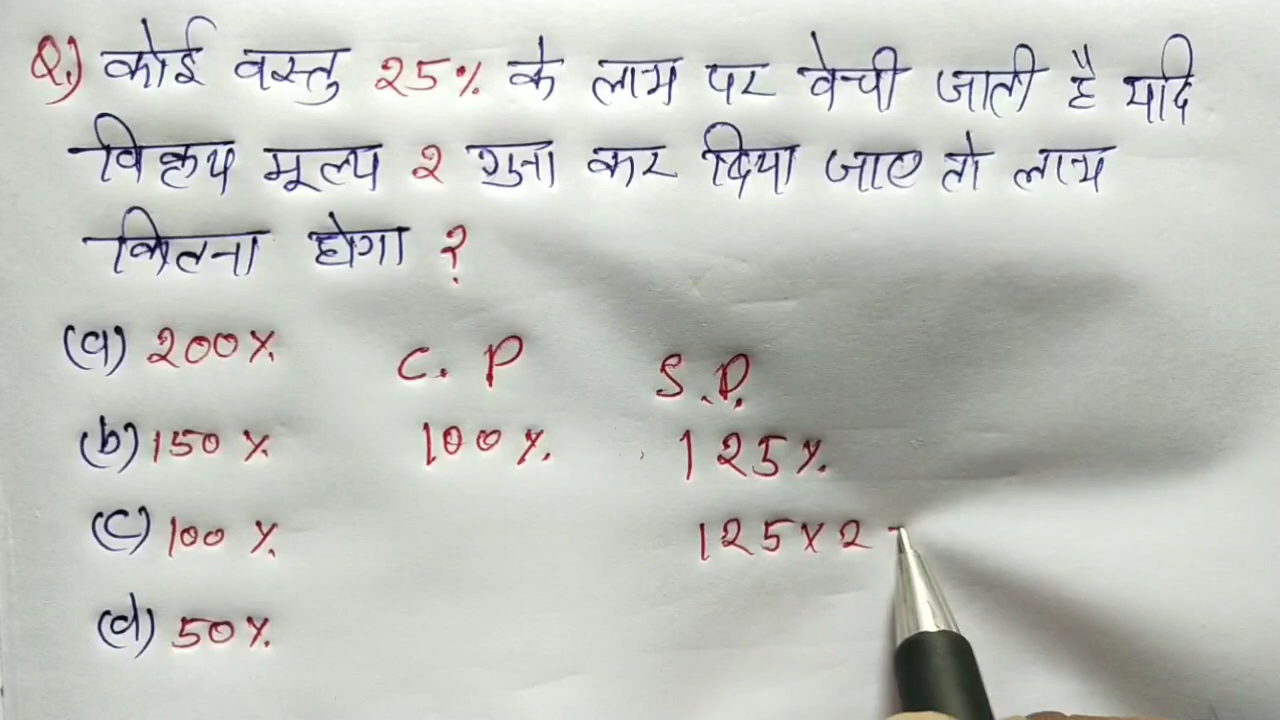 Q.) कोई वस्तु 25% के लाभ पर बेची जाती है यदि
विक्रय मूल्य 2 गुना कर दिया जाए तो लाभ
कितना होगा ?
(a) 200%
C. P
S. P.
(b) 150%
100%.
125%.
(c) 100%
125×2 =
(d) 50%